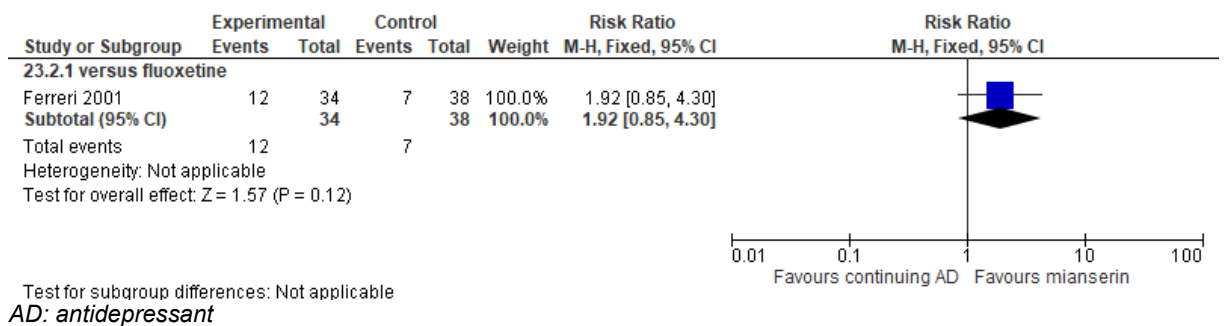 Experimental Control Risk Ratio Risk Ratio
Study or Subgroup Events Total Events Total Weight M-H, Fixed, 95% CI M-H, Fixed, 95% CI
23.2.1 versus fluoxetine
Ferreri 2001 12 34 7 38 100.0% 1.92 [0.85, 4.30]
Subtotal (95% CI) 34 38 100.0% 1.92 [0.85, 4.30]
Total events 12 7
Heterogeneity: Not applicable
Test for overall effect: Z = 1.57 (P = 0.12)
0.01 0.1 1 10 100
Favours continuing AD Favours mianserin
Test for subgroup differences: Not applicable
AD: antidepressant